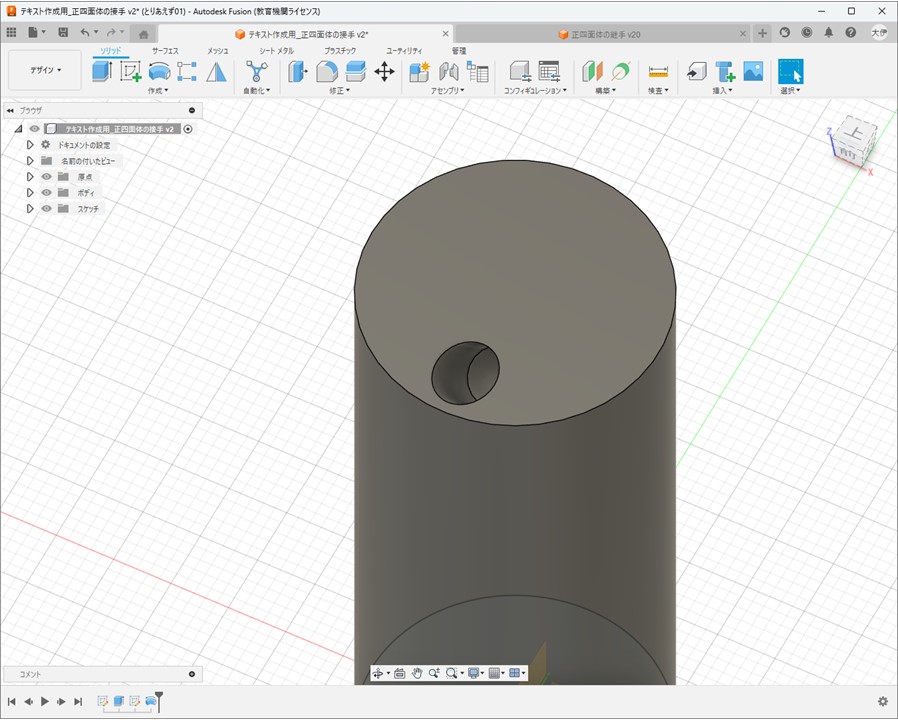 テキスト作成用_正四面体の接手 v2* (とりあえず01) - Autodesk Fusion (教育機関ライセンス)
テキスト作成用_正四面体の接手 v2*
正四面体の継手 v20
大伊
デザイン
ソリッド サーフェス メッシュ シート メタル プラスチック ユーティリティ 管理
作成 自動化 修正 アセンブリ コンフィギュレーション 構築 検査 挿入 選択
ブラウザ
テキスト作成用_正四面体の接手 v2
ドキュメントの設定
名前の付いたビュー
原点
ボディ
スケッチ
上
Z
X
コメント